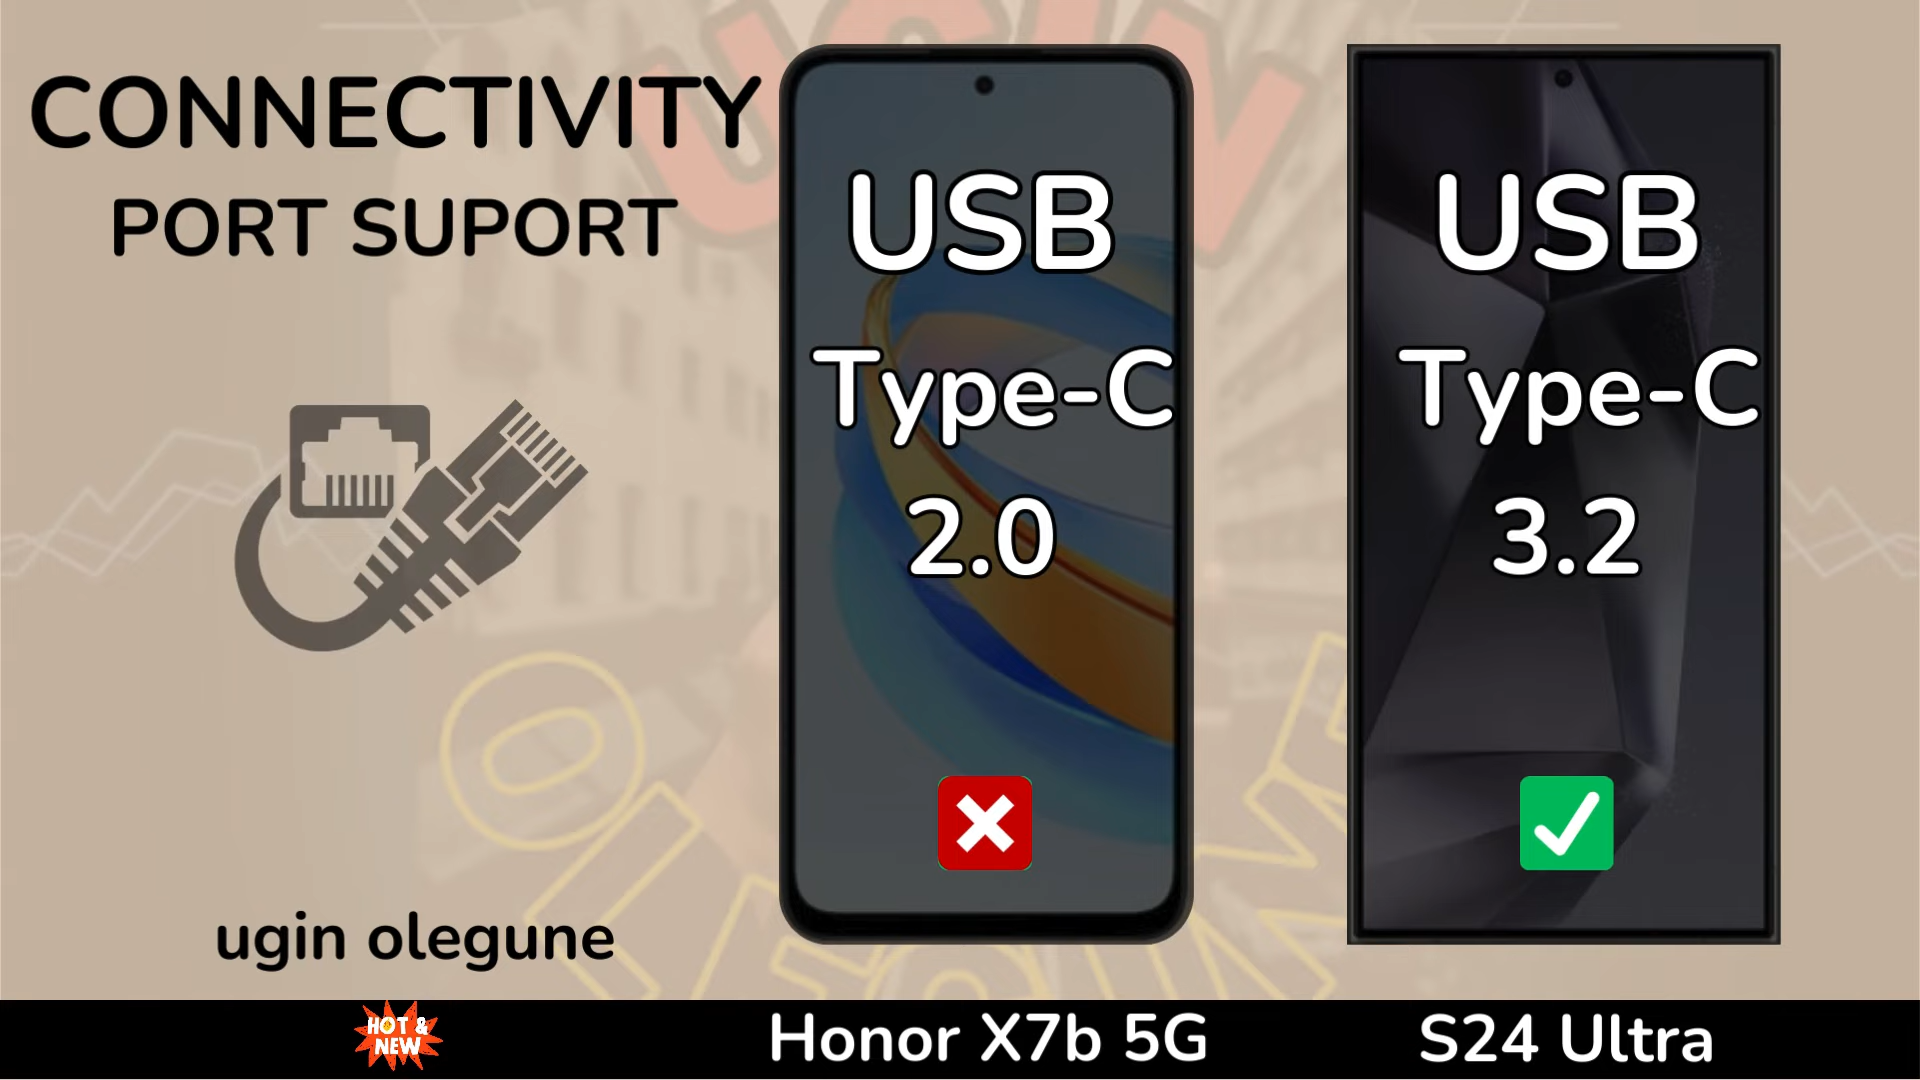 CONNECTIVITY
PORT SUPORT
USB
Type-C
2.0
USB
Type-C
3.2
ugin olegune
HOT &
NEW
Honor X7b 5G
S24 Ultra
UGIN